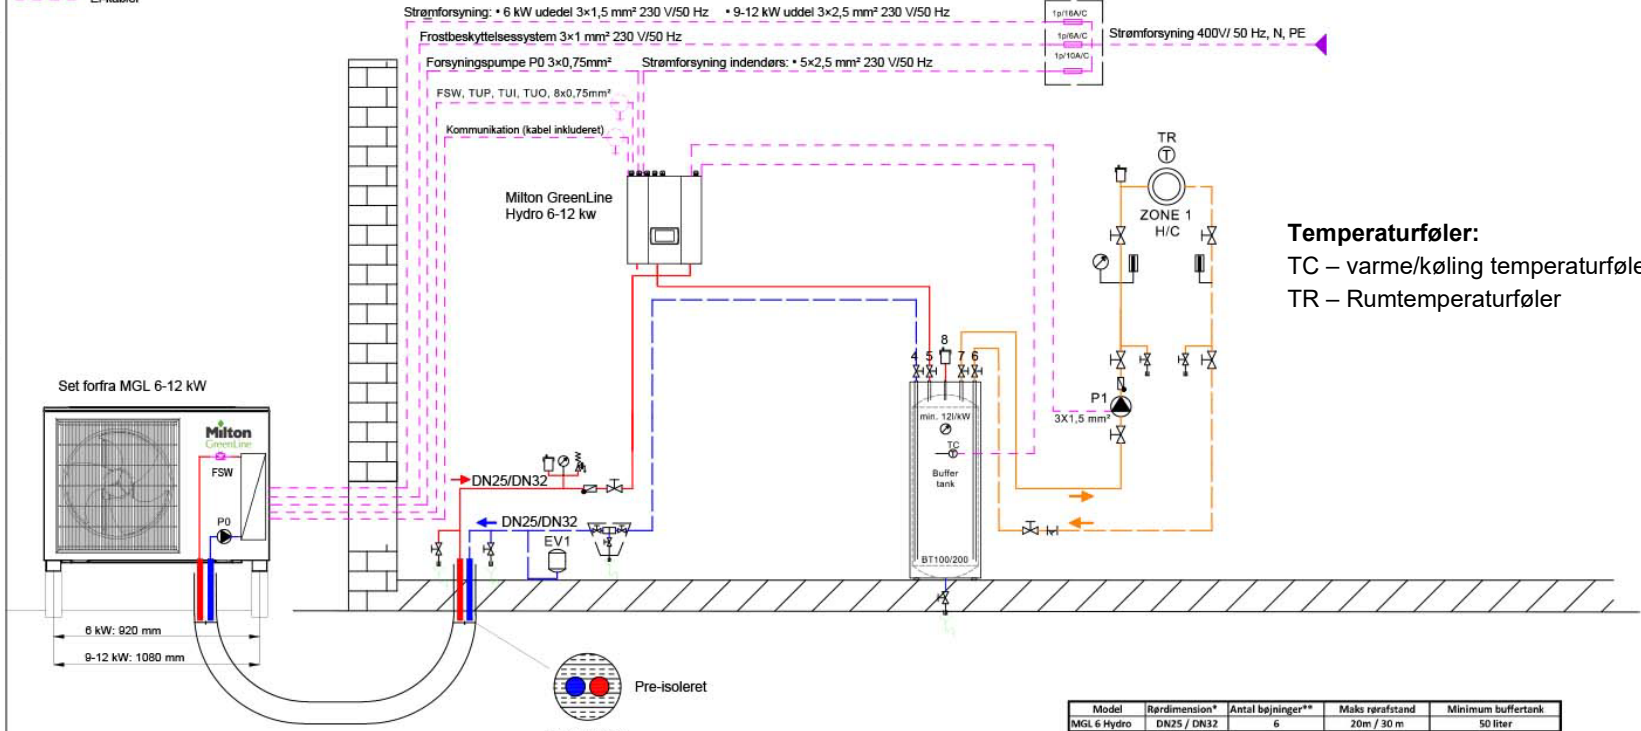 El-kabler
Strømforsyning: • 6 kW udedel 3×1,5 mm² 230 V/50 Hz • 9-12 kW uddel 3×2,5 mm² 230 V/50 Hz
1p/16A/C
Frostbeskyttelsessystem 3×1 mm² 230 V/50 Hz
1p/6A/C
Strømforsyning 400V/ 50 Hz, N, PE
Forsyningspumpe P0 3×0,75mm²
Strømforsyning indendørs: • 5×2,5 mm² 230 V/50 Hz
1p/10A/C
FSW, TUP, TUI, TUO, 8x0,75mm²
Kommunikation (kabel inkluderet)
TR
T
Milton GreenLine
Hydro 6-12 kw
ZONE 1
H/C
Temperaturføler:
TC – varme/køling temperaturføle
TR – Rumtemperaturføler
8
4 5 7 6
Set forfra MGL 6-12 kW
P1
3X1,5 mm²
min. 12l/kW
TC
T
Buffer
tank
BT100/200
Milton
GreenLine
FSW
P0
DN25/DN32
DN25/DN32
EV1
6 kW: 920 mm
9-12 kW: 1080 mm
Pre-isoleret
Model Rørdimension* Antal bøjninger** Maks rørafstand Minimum buffertank
MGL 6 Hydro DN25 / DN32 6 20m / 30 m 50 liter